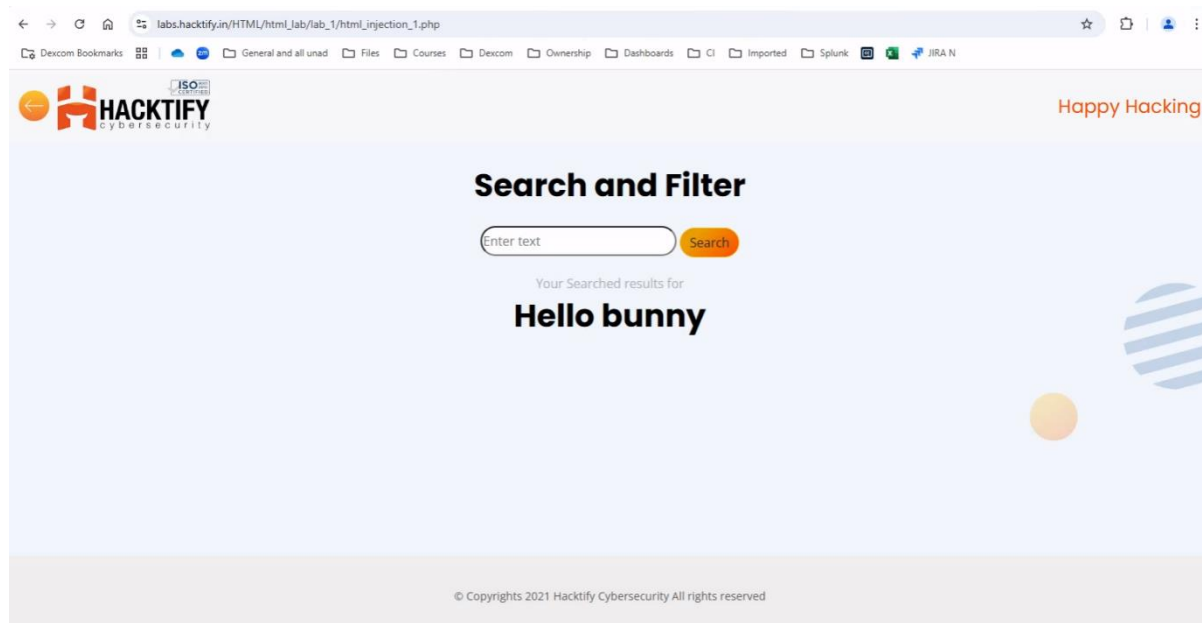 labs.hacktify.in/HTML/html_lab/lab_1/html_injection_1.php
Dexcom Bookmarks zm General and all unad Files Courses Dexcom Ownership Dashboards CI Imported Splunk JIRA N
ISO
CERTIFIED
HACKTIFY
cybersecurity
Happy Hacking
Search and Filter
Enter text Search
Your Searched results for
Hello bunny
© Copyrights 2021 Hacktify Cybersecurity All rights reserved